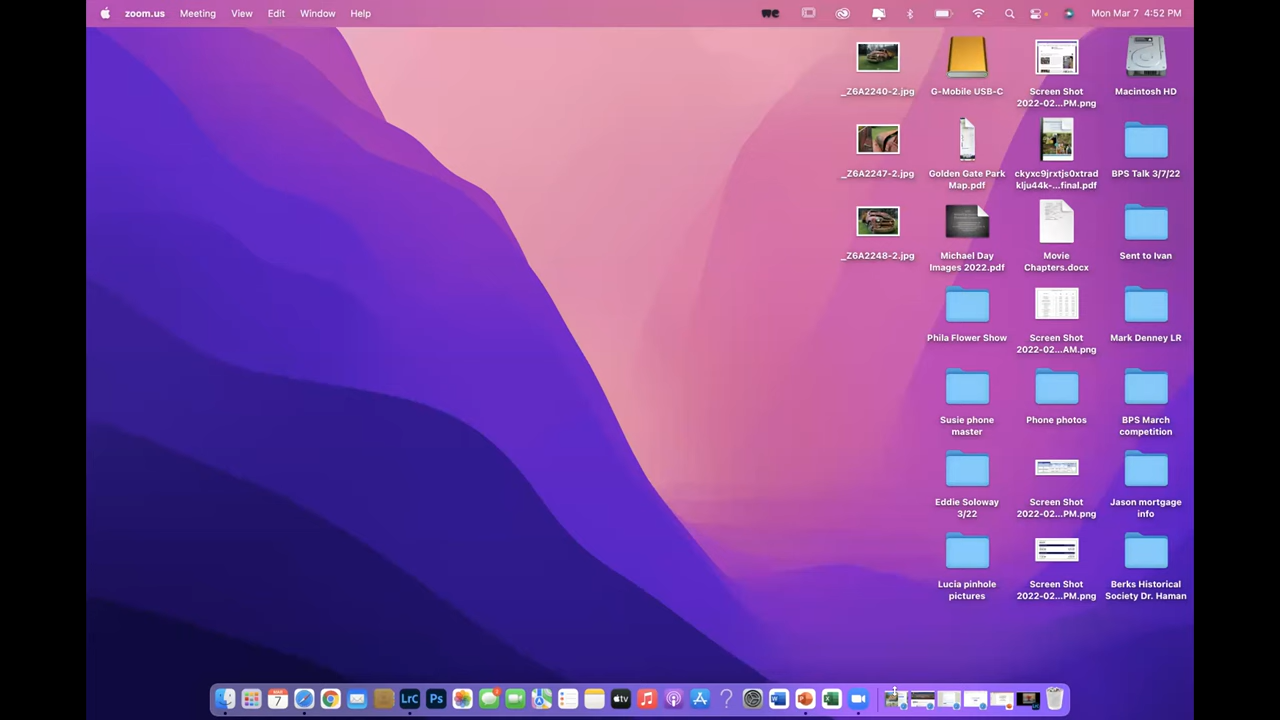 zoom.us Meeting View Edit Window Help Mon Mar 7 4:52 PM
_Z6A2240-2.jpg
G-Mobile USB-C
Screen Shot
2022-02...PM.png
Macintosh HD
_Z6A2247-2.jpg
Golden Gate Park
Map.pdf
ckyxc9jrxtjs0xtrad
klju44k-...final.pdf
BPS Talk 3/7/22
_Z6A2248-2.jpg
Michael Day
Images 2022.pdf
Movie
Chapters.docx
Sent to Ivan
Phila Flower Show
Screen Shot
2022-02...AM.png
Mark Denney LR
Susie phone
master
Phone photos
BPS March
competition
Eddie Soloway
3/22
Screen Shot
2022-02...PM.png
Jason mortgage
info
Lucia pinhole
pictures
Screen Shot
2022-02...PM.png
Berks Historical
Society Dr. Haman
7 LrC Ps tv